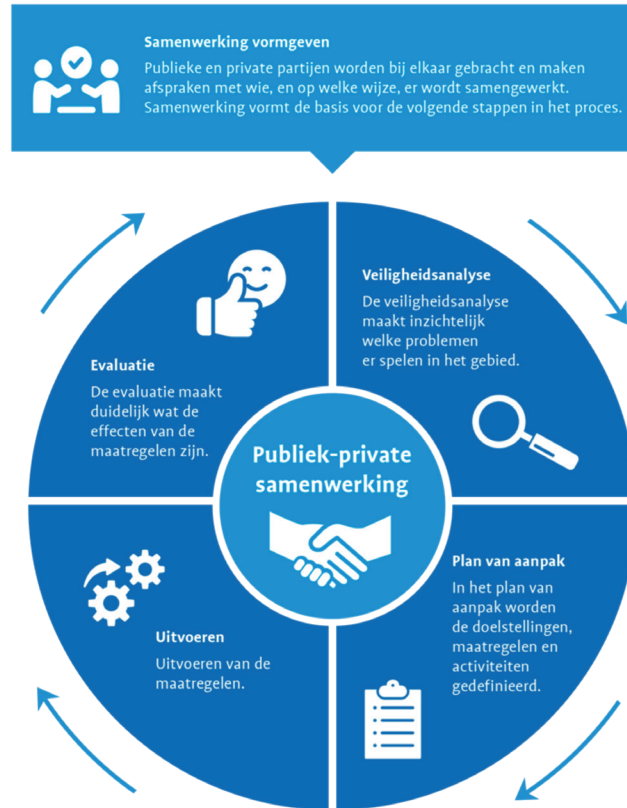 Samenwerking vormgeven
Publieke en private partijen worden bij elkaar gebracht en maken
afspraken met wie, en op welke wijze, er wordt samengewerkt.
Samenwerking vormt de basis voor de volgende stappen in het proces.
Veiligheidsanalyse
De veiligheidsanalyse
maakt inzichtelijk
welke problemen
er spelen in het gebied.
Evaluatie
De evaluatie maakt
duidelijk wat de
effecten van de
maatregelen zijn.
Publiek-private
samenwerking
Plan van aanpak
In het plan van
aanpak worden
de doelstellingen,
maatregelen en
activiteiten
gedefinieerd.
Uitvoeren
Uitvoeren van de
maatregelen.